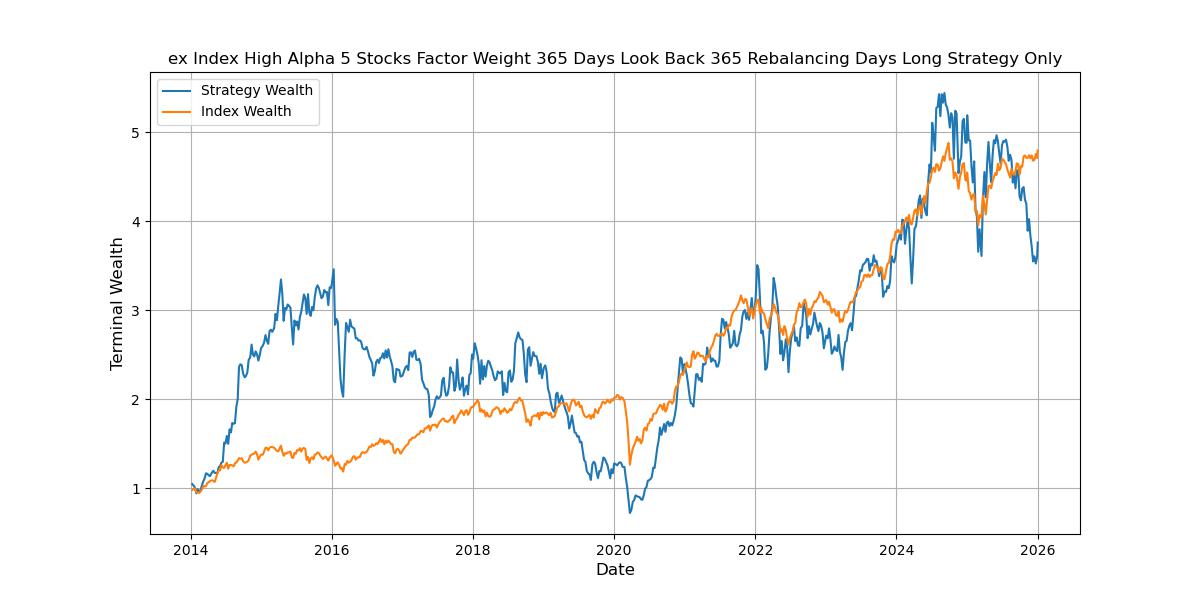 ex Index High Alpha 5 Stocks Factor Weight 365 Days Look Back 365 Rebalancing Days Long Strategy Only
Strategy Wealth
Index Wealth
Terminal Wealth
5
4
3
2
1
2014 2016 2018 2020 2022 2024 2026
Date